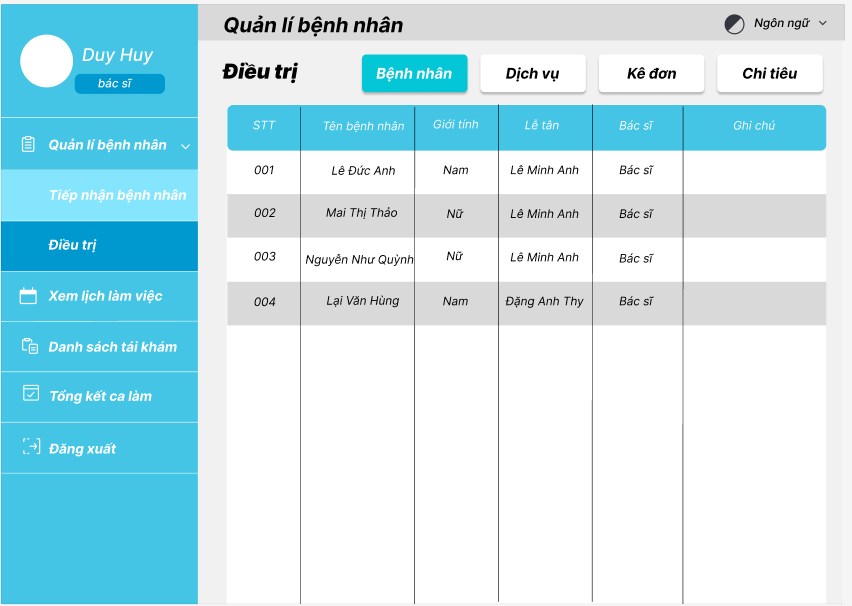 Duy Huy
bác sĩ
Quản lí bệnh nhân
Tiếp nhận bệnh nhân
Điều trị
Xem lịch làm việc
Danh sách tái khám
Tổng kết ca làm
Đăng xuất
Quản lí bệnh nhân
Ngôn ngữ
Điều trị
Bệnh nhân
Dịch vụ
Kê đơn
Chi tiêu
STT Tên bệnh nhân Giới tính Lễ tân Bác sĩ Ghi chú
001 Lê Đức Anh Nam Lê Minh Anh Bác sĩ
002 Mai Thị Thảo Nữ Lê Minh Anh Bác sĩ
003 Nguyễn Như Quỳnh Nữ Lê Minh Anh Bác sĩ
004 Lại Văn Hùng Nam Đặng Anh Thy Bác sĩ